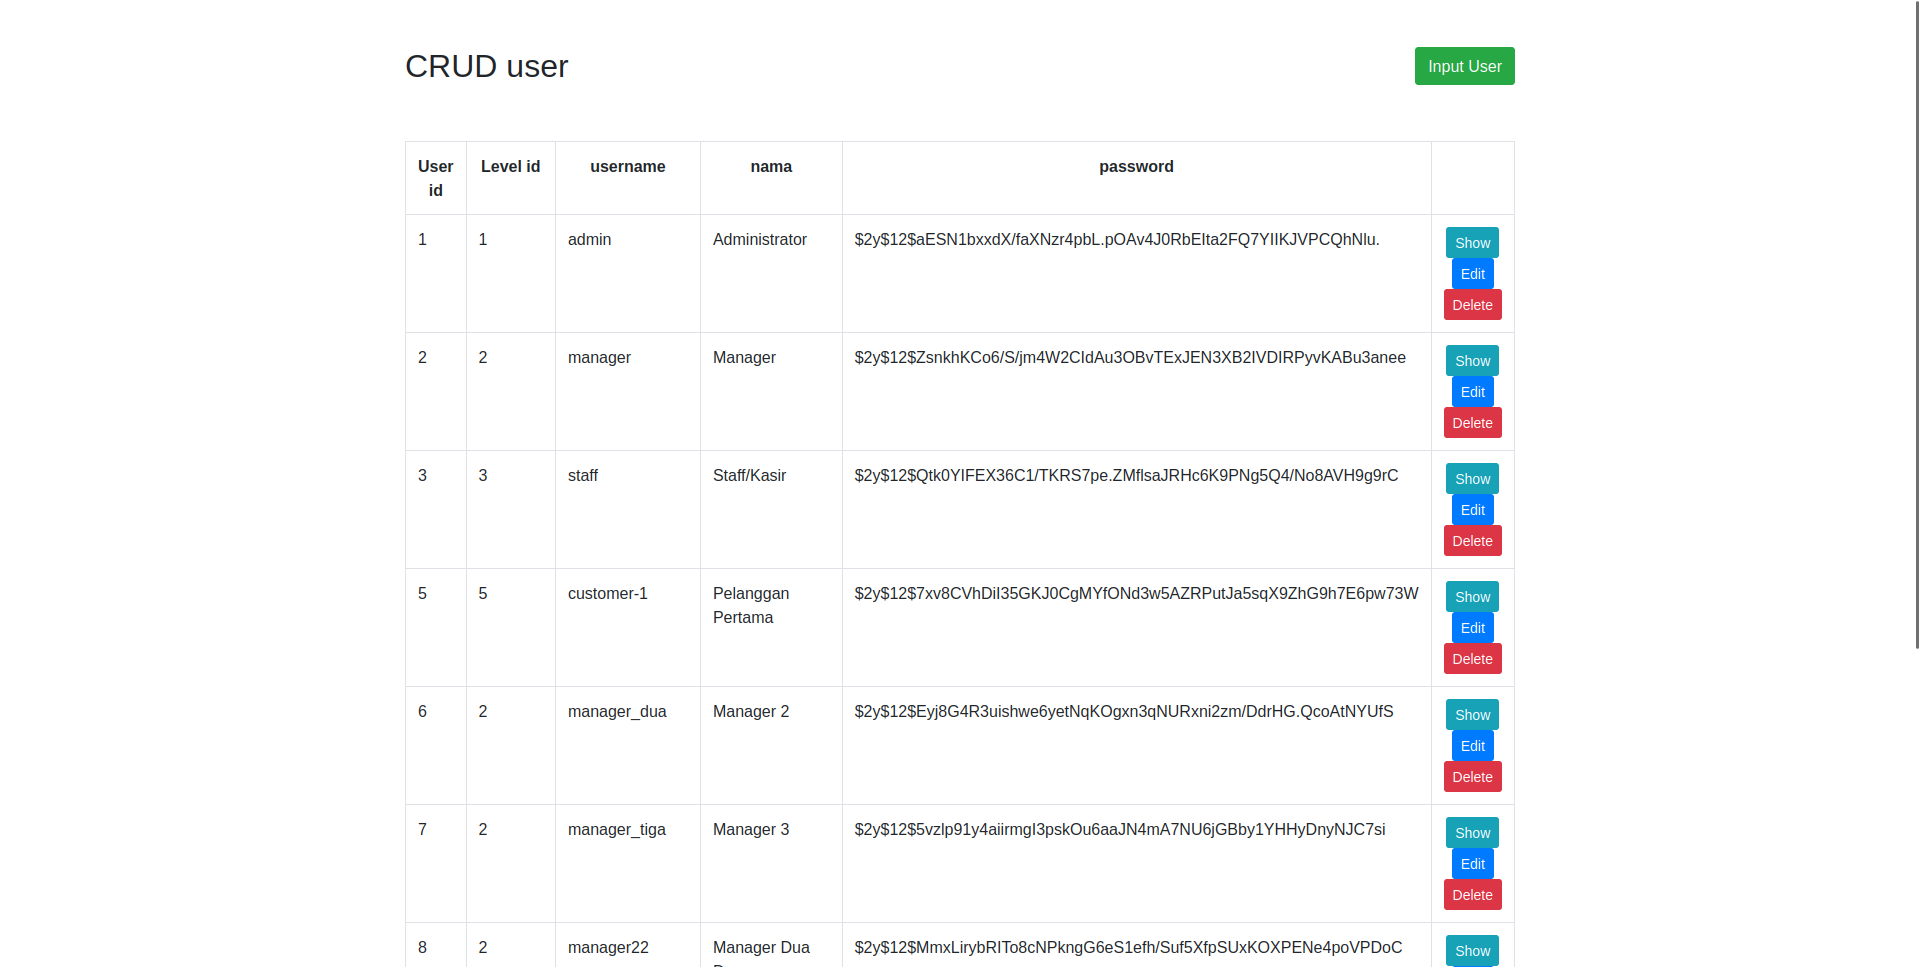 CRUD user
Input User
User id Level id username nama password
1 1 admin Administrator $2y$12$aESN1bxxdX/faXNzr4pbL.pOAv4J0RbEIta2FQ7YIIKJVPCQhNlu. Show
Edit
Delete
2 2 manager Manager $2y$12$ZsnkhKCo6/S/jm4W2CIdAu3OBvTExJEN3XB2IVDIRPyvKABu3anee Show
Edit
Delete
3 3 staff Staff/Kasir $2y$12$Qtk0YIFEX36C1/TKRS7pe.ZMflsaJRHc6K9PNg5Q4/No8AVH9g9rC Show
Edit
Delete
5 5 customer-1 Pelanggan Pertama $2y$12$7xv8CVhDiI35GKJ0CgMYfONd3w5AZRPutJa5sqX9ZhG9h7E6pw73W Show
Edit
Delete
6 2 manager_dua Manager 2 $2y$12$Eyj8G4R3uishwe6yetNqKOgxn3qNURxni2zm/DdrHG.QcoAtNYUfS Show
Edit
Delete
7 2 manager_tiga Manager 3 $2y$12$5vzlp91y4aiirmgI3pskOu6aaJN4mA7NU6jGBby1YHHyDnyNJC7si Show
Edit
Delete
8 2 manager22 Manager Dua $2y$12$MmxLirybRITo8cNPkngG6eS1efh/Suf5XfpSUxKOXPENe4poVPDoC Show